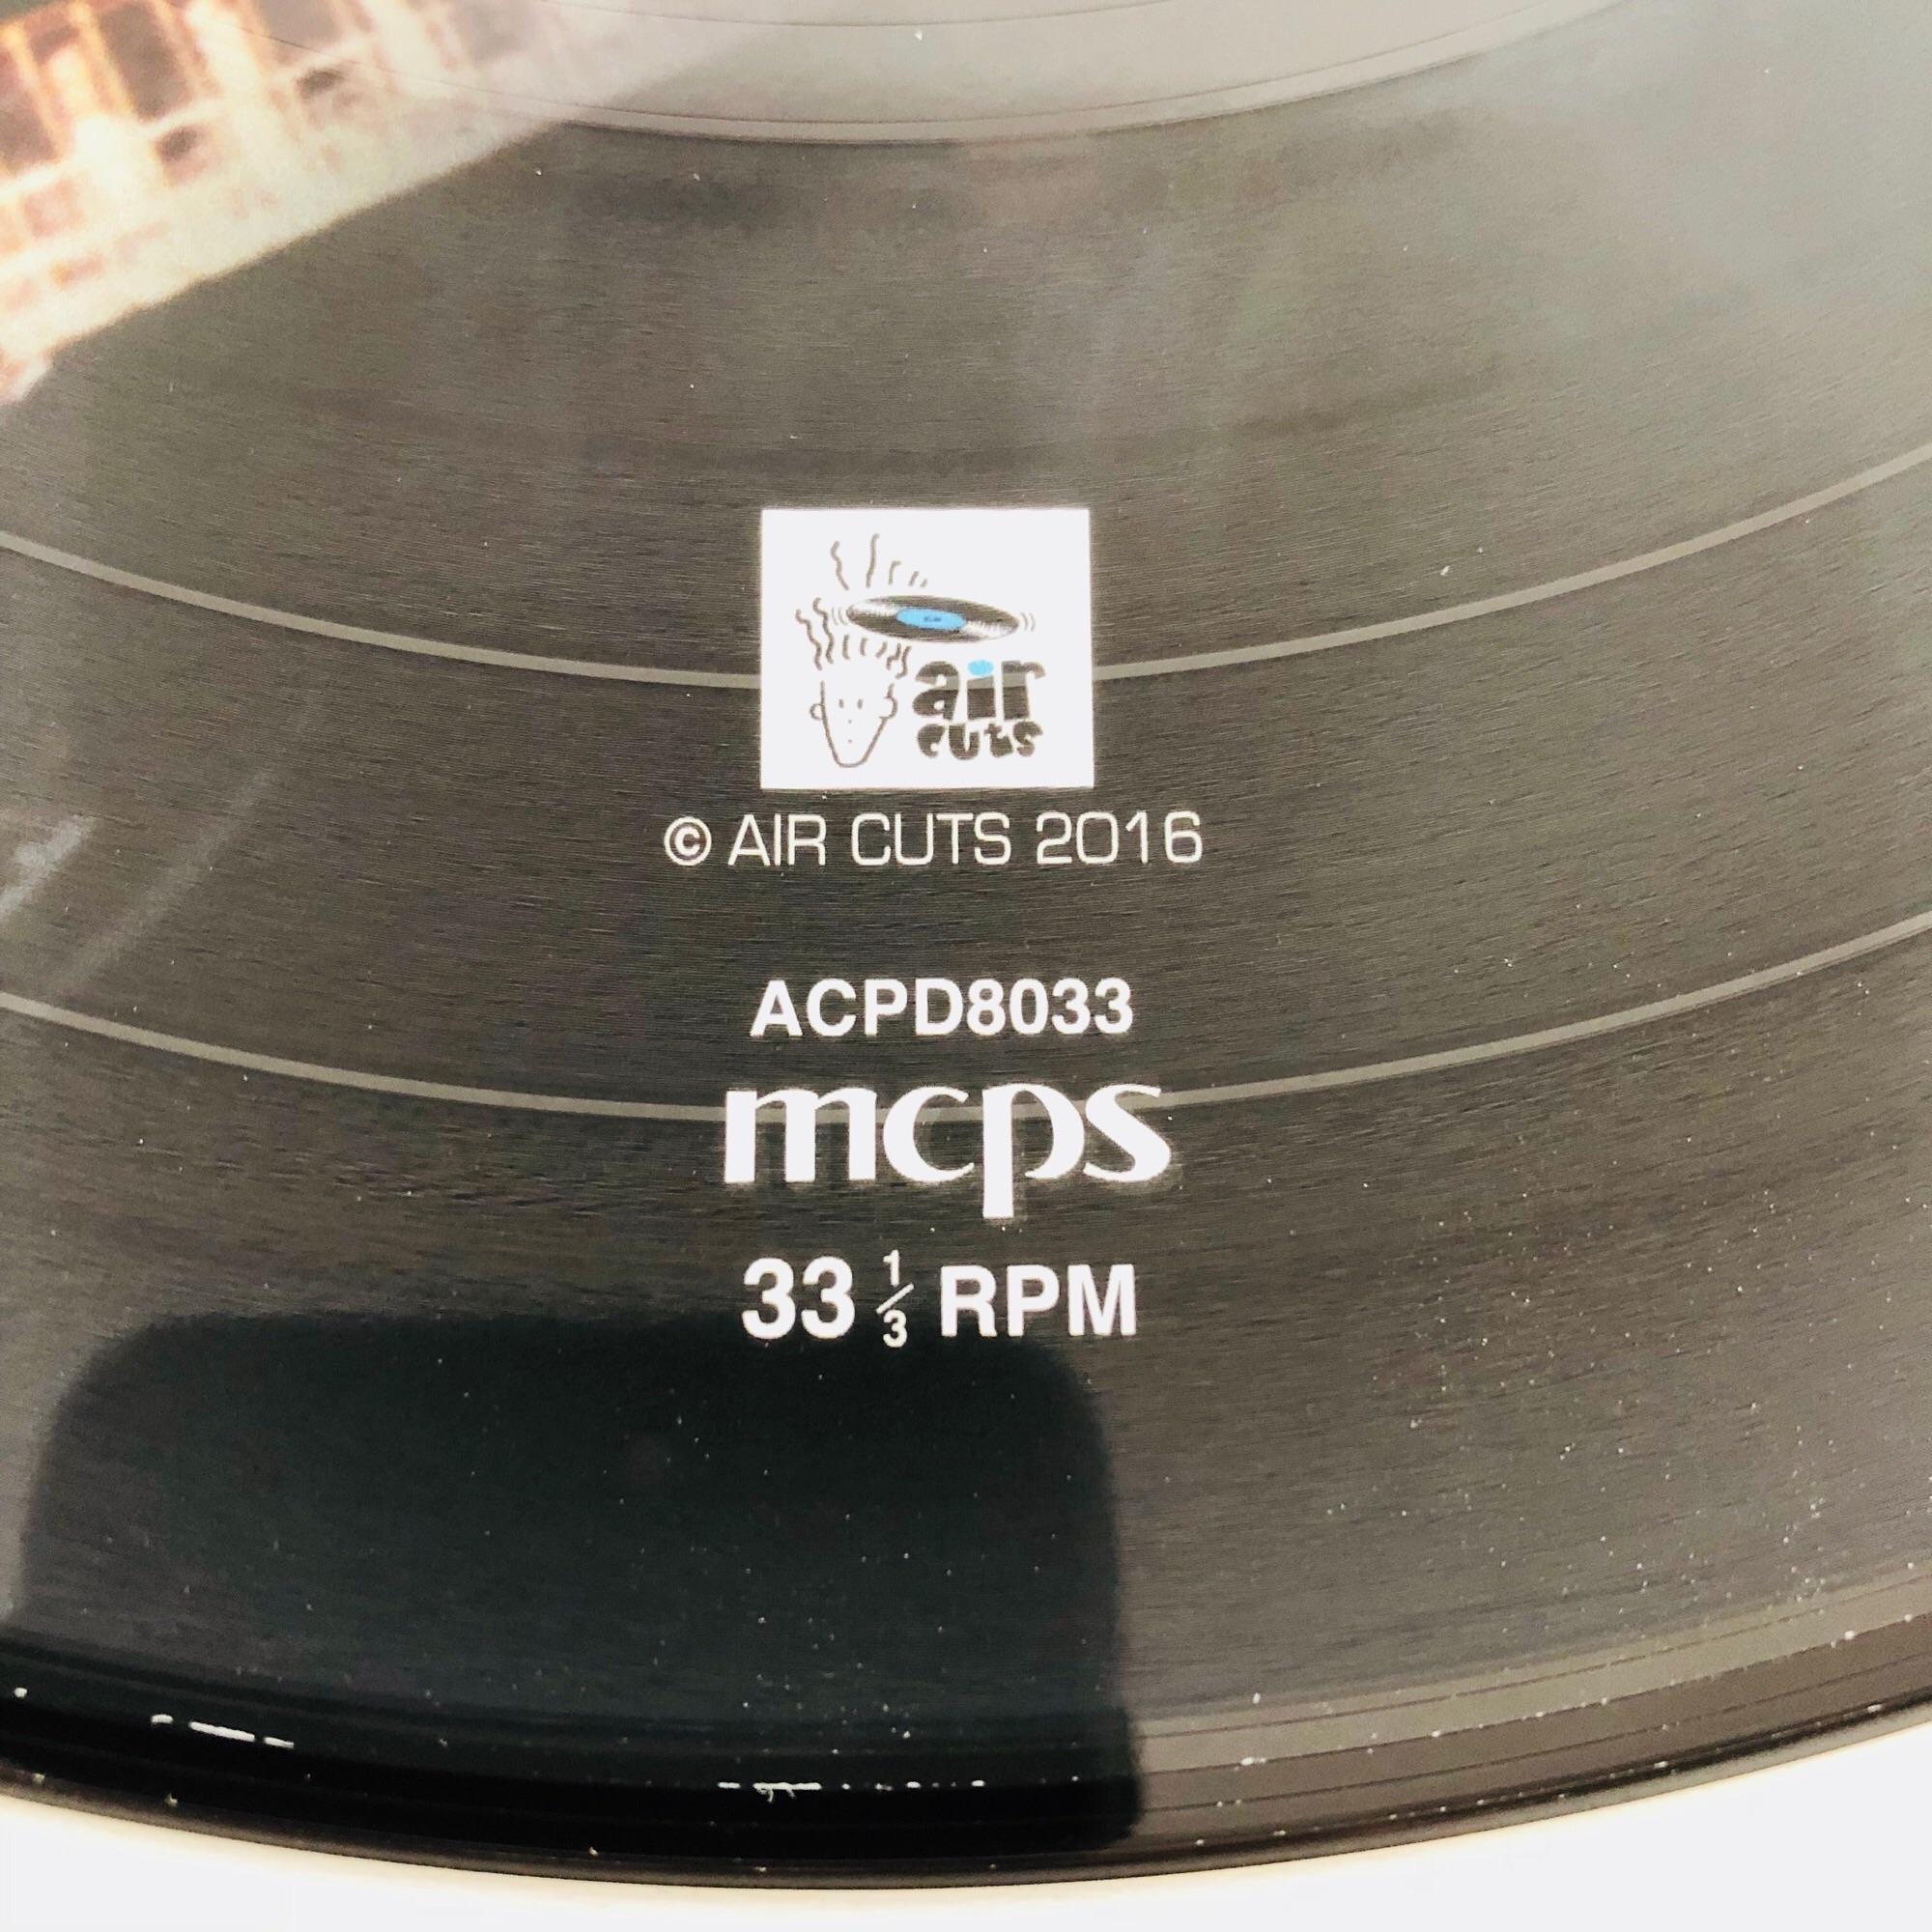 air
cuts
© AIR CUTS 2016
ACPD8033
mcps
33 1/3 RPM